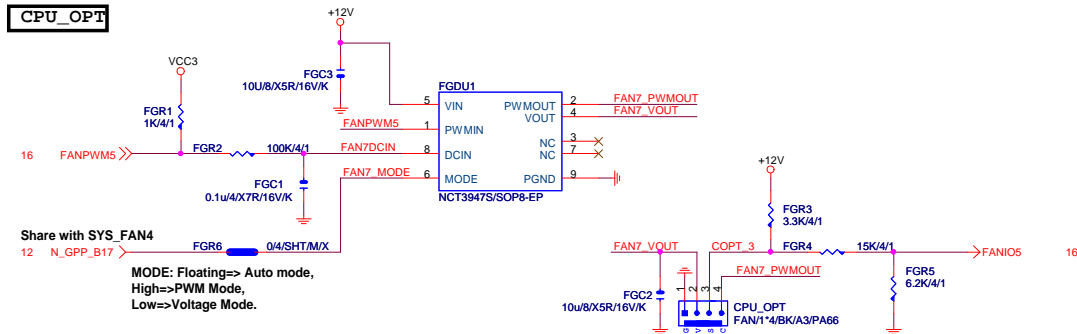 CPU_OPT
+12V
VCC3
FGC3
10U/8/X5R/16V/K
FGDU1
FGR1
1K/4/1
5 VIN PWMOUT 2 FAN7_PWMOUT
VOUT 4 FAN7_VOUT
FANPWM5 1 PWMIN
NC 3
16 FANPWM5 FGR2 100K/4/1 FAN7DCIN 8 DCIN NC 7
FGC1
0.1u/4/X7R/16V/K
FAN7_MODE 6 MODE PGND 9
NCT3947S/SOP8-EP
+12V
FGR3
3.3K/4/1
Share with SYS_FAN4
12 N_GPP_B17 FGR6 0/4/SHT/M/X
FAN7_VOUT COPT_3 FGR4 15K/4/1 FANIO5 16
MODE: Floating=> Auto mode,
High=>PWM Mode,
Low=>Voltage Mode.
FAN7_PWMOUT
FGR5
6.2K/4/1
FGC2
10u/8/X5R/16V/K
1 2 3 4
G V S C
CPU_OPT
FAN/1*4/BK/A3/PA66